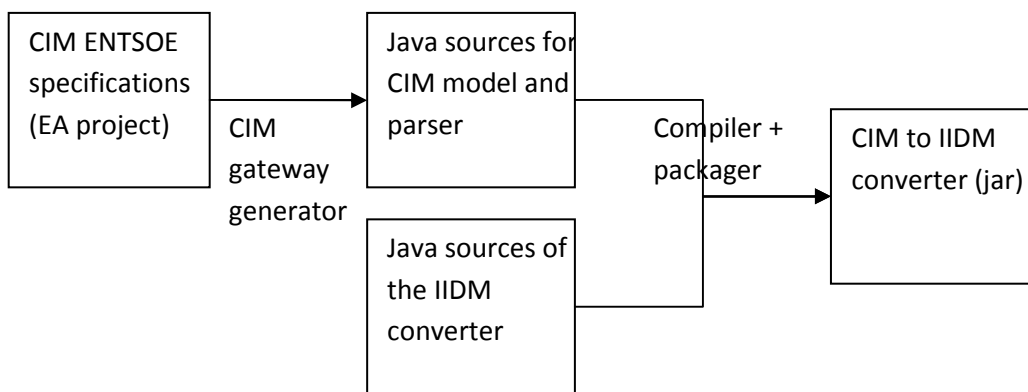 CIM ENTSOE
specifications
(EA project)
CIM
gateway
generator
Java sources for
CIM model and
parser
Java sources of
the IIDM
converter
Compiler +
packager
CIM to IIDM
converter (jar)